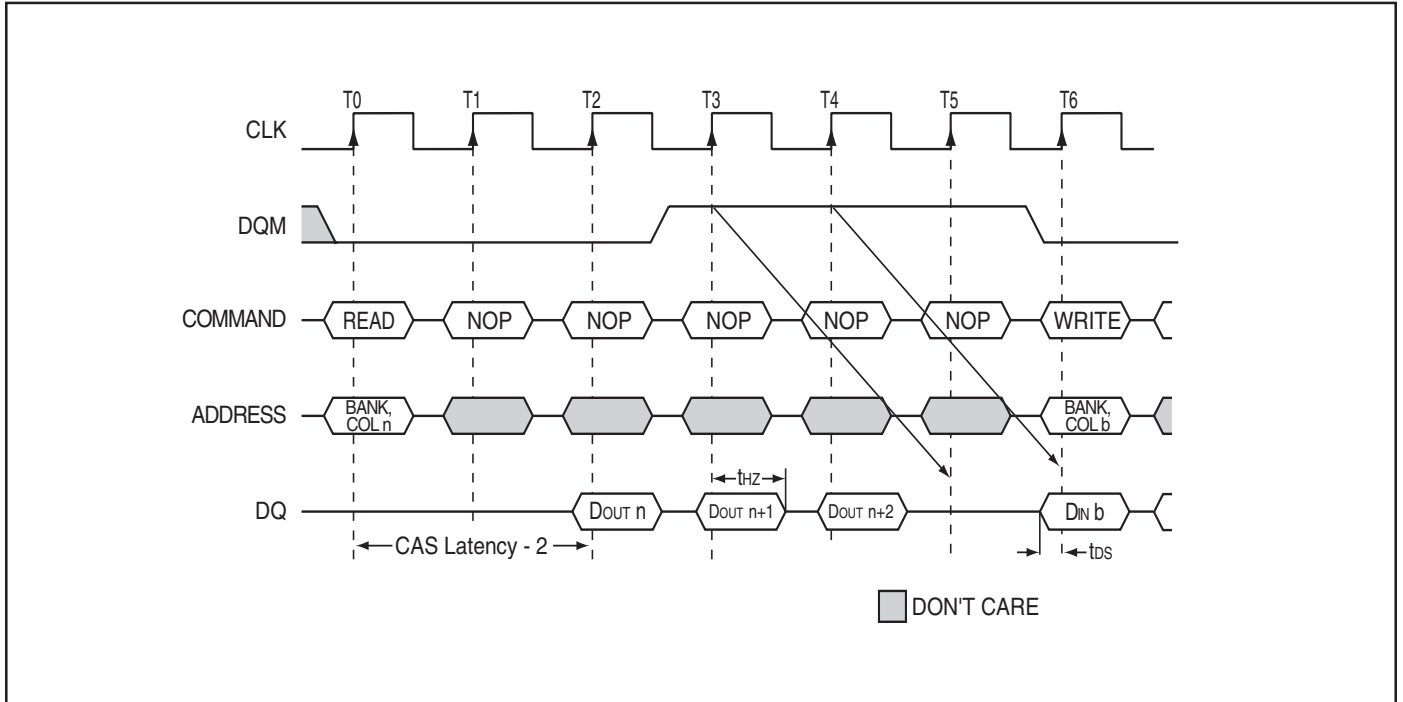 T0 T1 T2 T3 T4 T5 T6
CLK
DQM
COMMAND READ NOP NOP NOP NOP NOP WRITE
ADDRESS BANK, COL n BANK, COL b
tHZ
DQ DOUT n DOUT n+1 DOUT n+2 DIN b
CAS Latency - 2 tDS
DON'T CARE